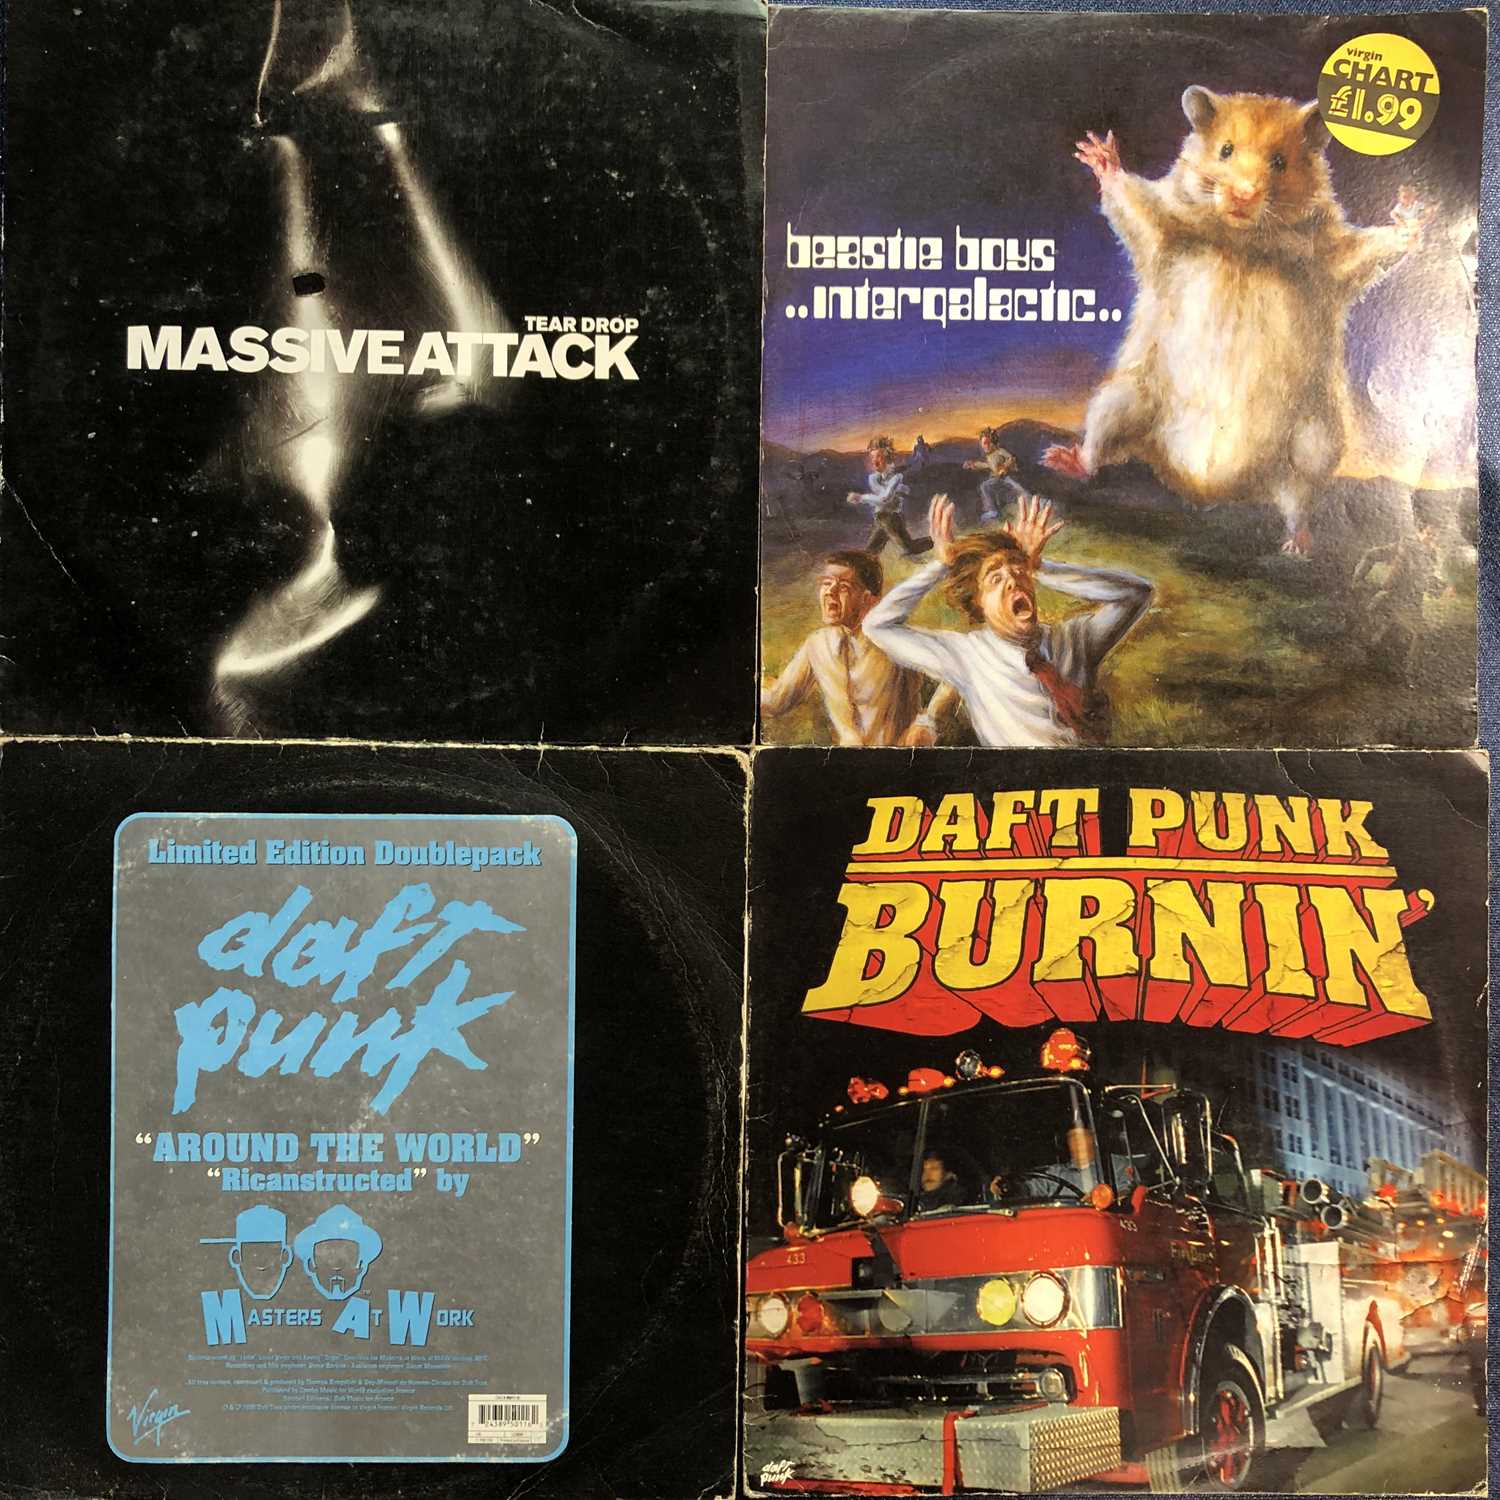 TEAR DROP
MASSIVE ATTACK
virgin
CHART
£1.99
beastie boys
..intergalactic..
Limited Edition Doublepack
daft
punk
“AROUND THE WORLD”
“Ricanstructed” by
MASTERS AT WORK
Virgin
DAFT PUNK
BURNIN’
433
433
daft
punk